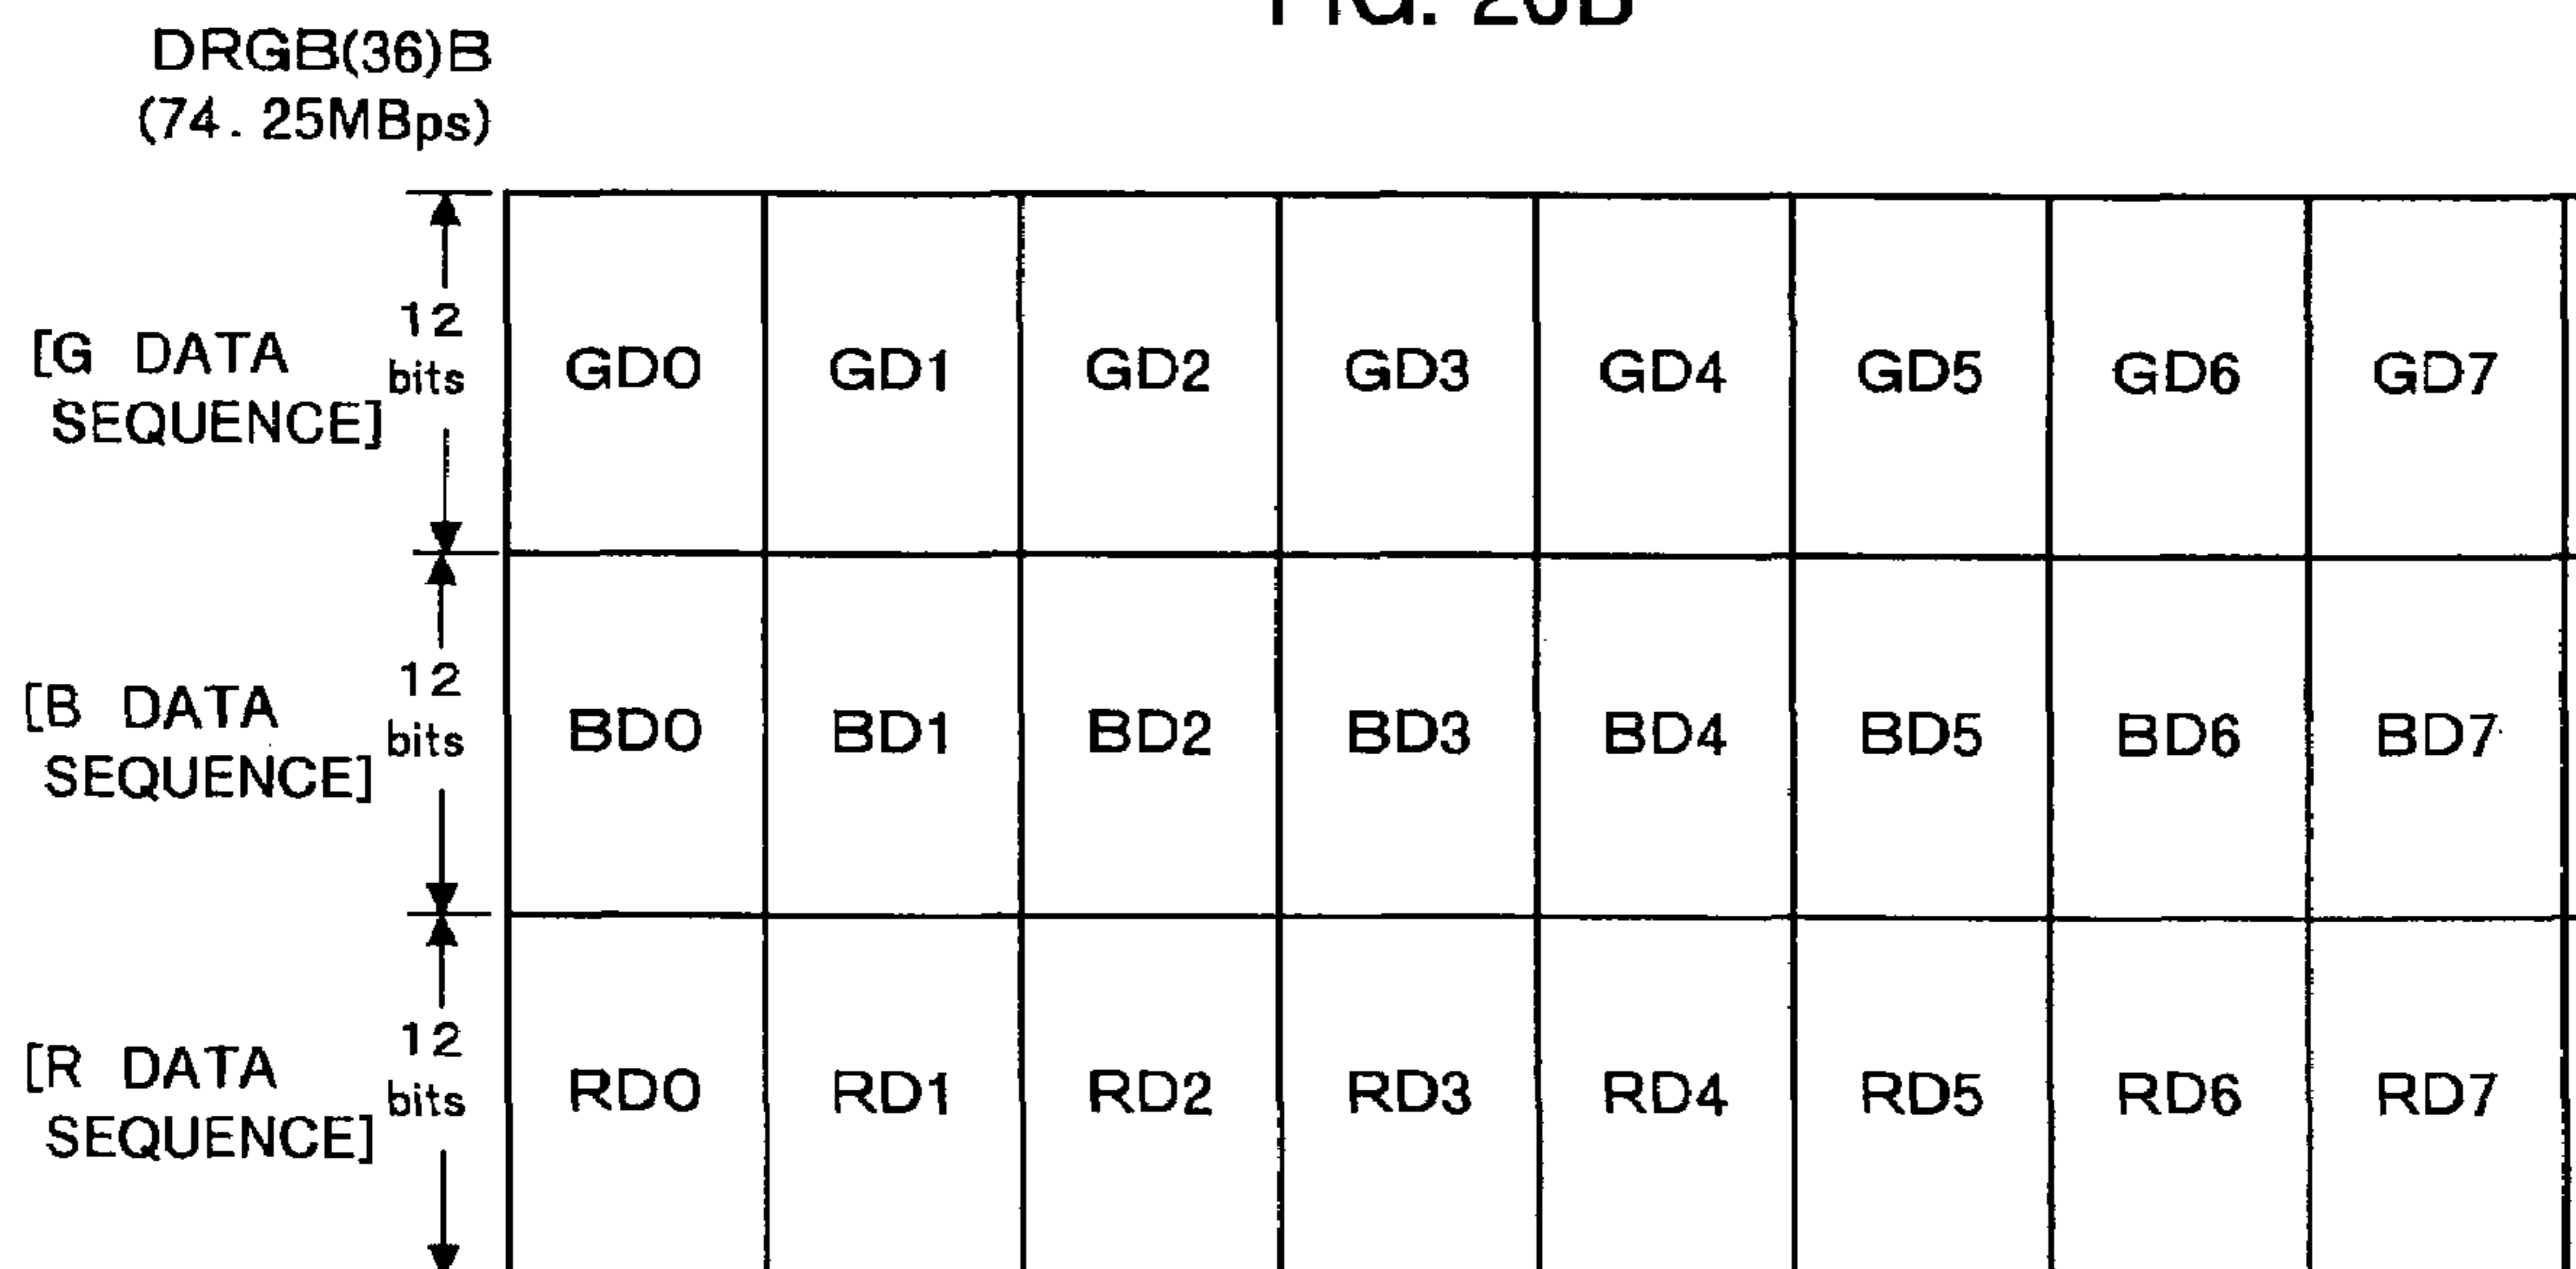 FIG. 20B
DRGB(36)B
(74.25MBps)
[G DATA
SEQUENCE]
12
bits
GD0 GD1 GD2 GD3 GD4 GD5 GD6 GD7
[B DATA
SEQUENCE]
12
bits
BD0 BD1 BD2 BD3 BD4 BD5 BD6 BD7
[R DATA
SEQUENCE]
12
bits
RD0 RD1 RD2 RD3 RD4 RD5 RD6 RD7